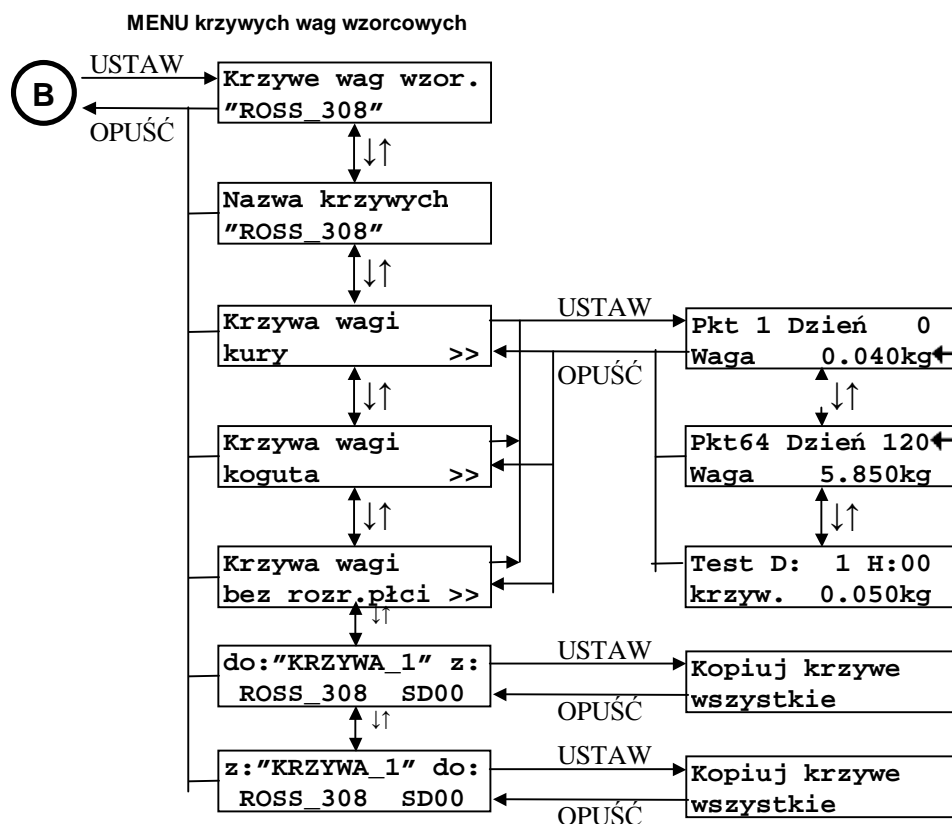 MENU krzywych wag wzorcowych
USTAW
B
OPUŚĆ
Krzywe wag wzor.
"ROSS_308"
↓↑
Nazwa krzywych
"ROSS_308"
↓↑
Krzywa wagi
kury >>
USTAW
OPUŚĆ
Pkt 1 Dzień 0
Waga 0.040kg
↓↑
↓↑
Krzywa wagi
koguta >>
Pkt64 Dzień 120
Waga 5.850kg
↓↑
↓↑
Krzywa wagi
bez rozr.płci >>
Test D: 1 H:00
krzyw. 0.050kg
↓↑
do:"KRZYWA_1" z:
ROSS_308 SD00
USTAW
OPUŚĆ
Kopiuj krzywe
wszystkie
↓↑
z:"KRZYWA_1" do:
ROSS_308 SD00
USTAW
OPUŚĆ
Kopiuj krzywe
wszystkie